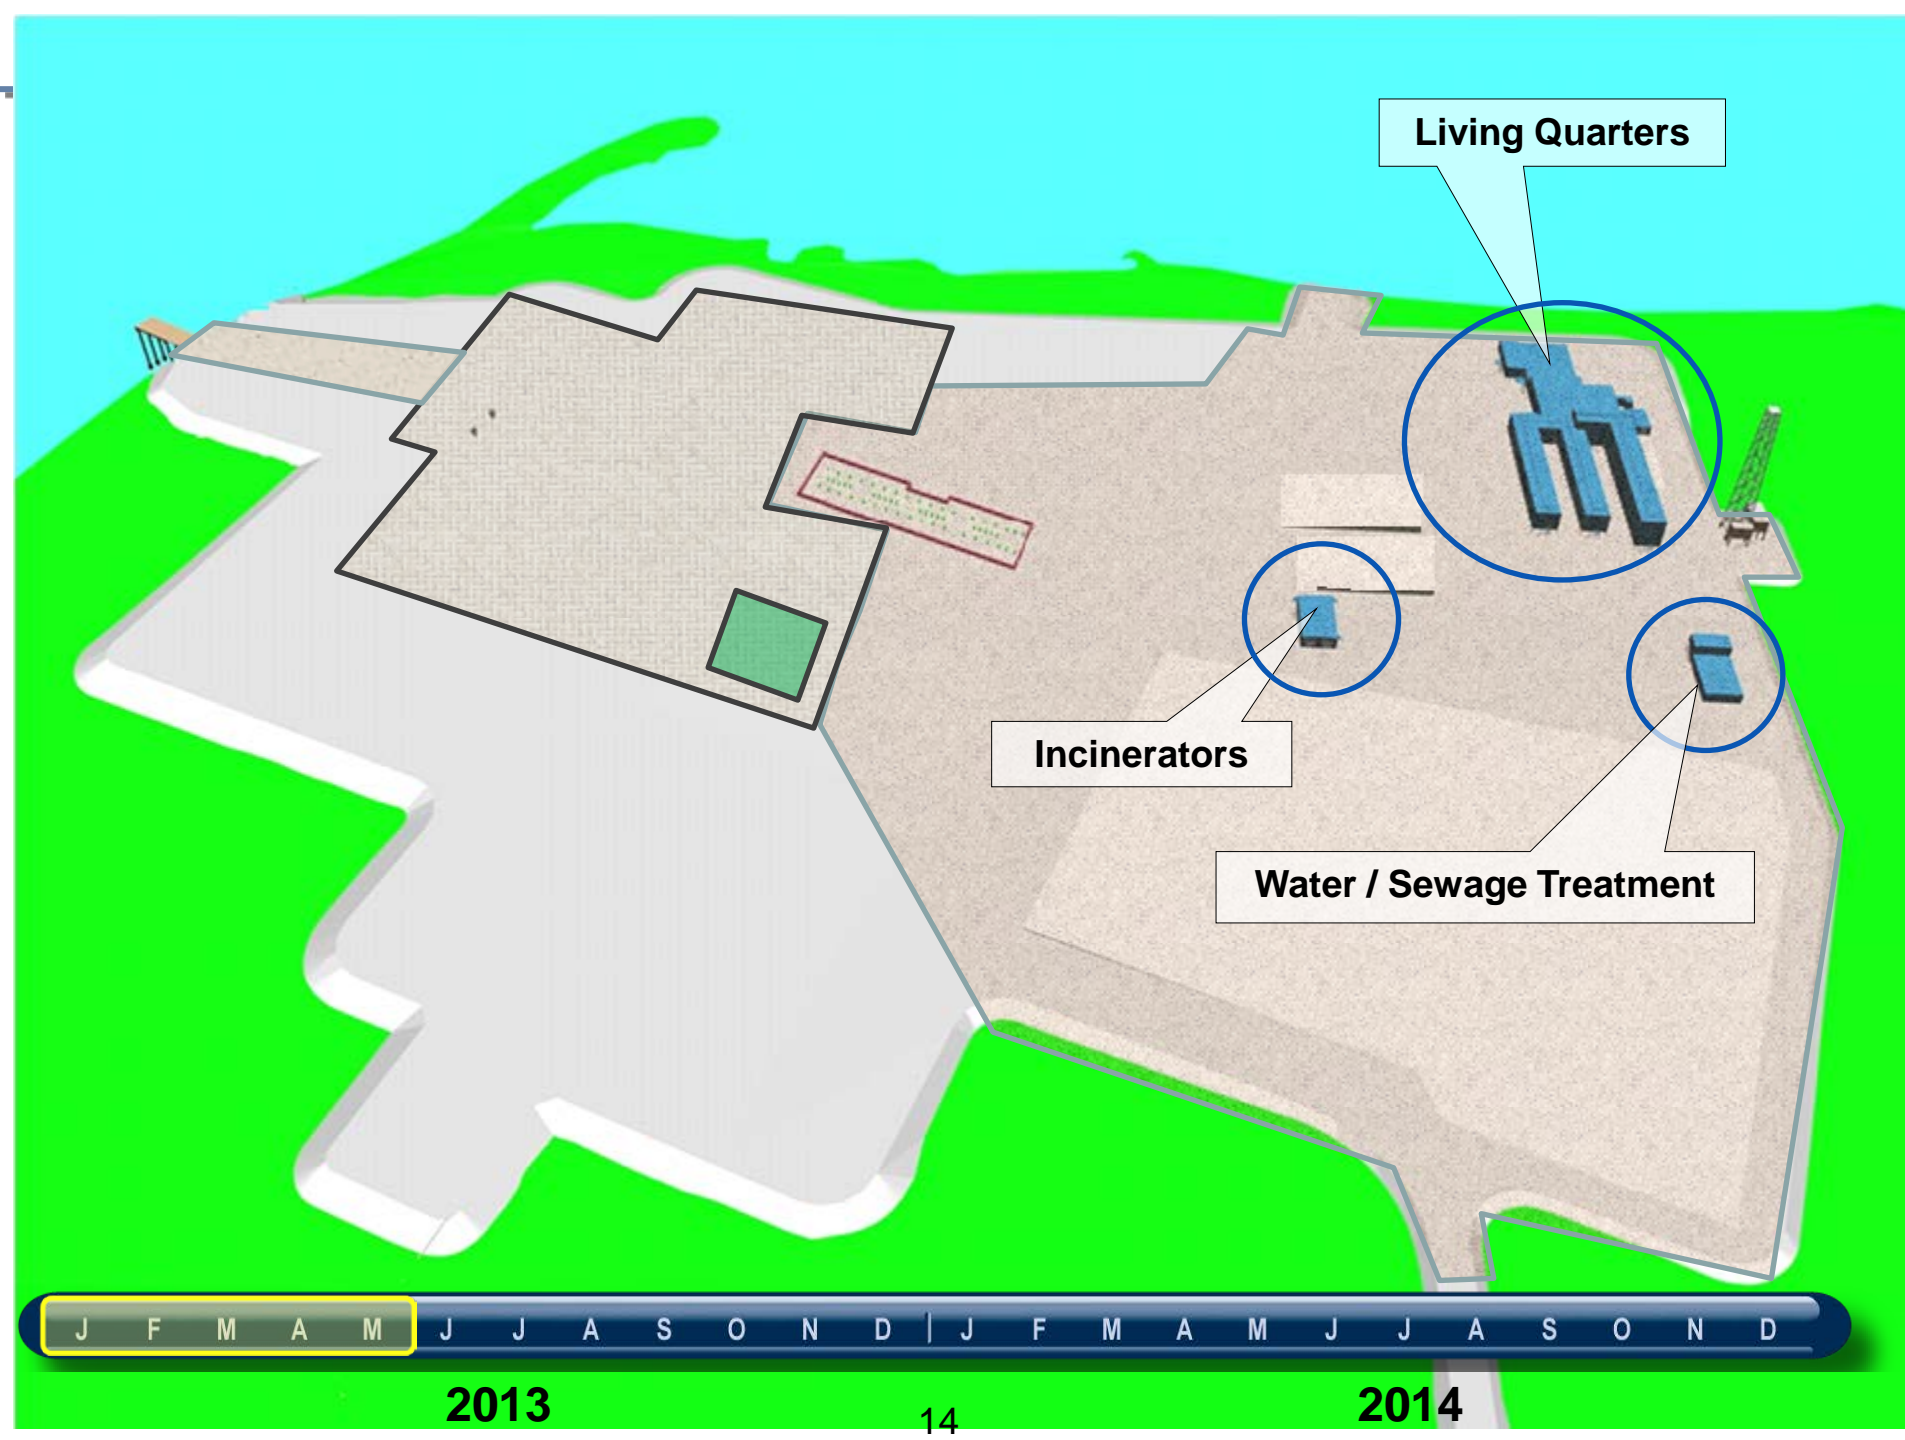 Living Quarters
Incinerators
Water / Sewage Treatment
J F M A M J J A S O N D | J F M A M J J A S O N D
2013 2014
14